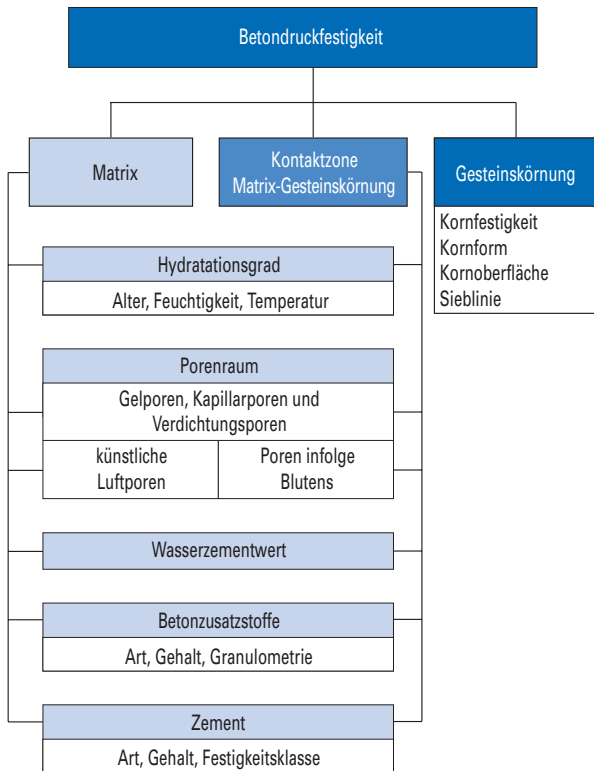 Betondruckfestigkeit
Matrix
Kontaktzone
Matrix-Gesteinskörnung
Gesteinskörnung
Kornfestigkeit
Kornform
Kornoberfläche
Sieblinie
Hydratationsgrad
Alter, Feuchtigkeit, Temperatur
Porenraum
Gelporen, Kapillarporen und
Verdichtungsporen
künstliche
Luftporen
Poren infolge
Blutens
Wasserzementwert
Betonzusatzstoffe
Art, Gehalt, Granulometrie
Zement
Art, Gehalt, Festigkeitsklasse